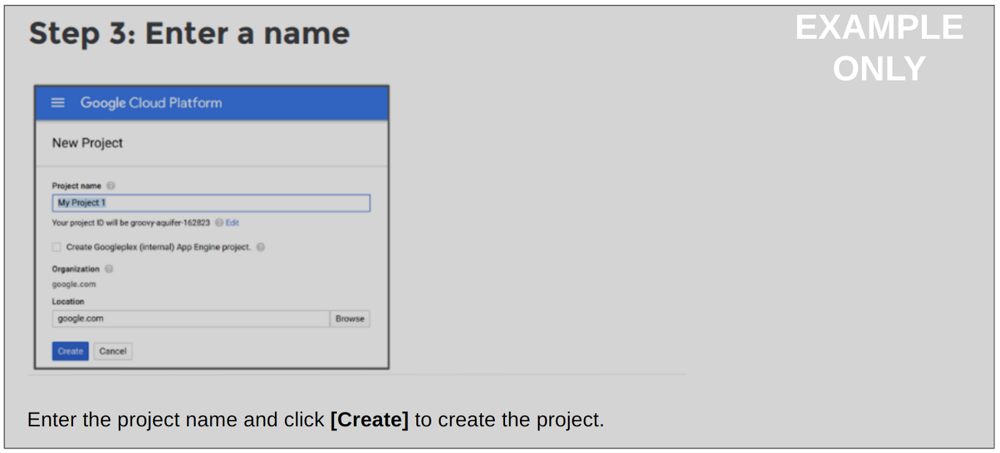 Step 3: Enter a name
EXAMPLE
ONLY
Google Cloud Platform
New Project
Project name
My Project 1
Your project ID will be groovy-aquifer-162823 Edit
Create Googleplex (internal) App Engine project.
Organization
google.com
Location
google.com Browse
Create Cancel
Enter the project name and click [Create] to create the project.